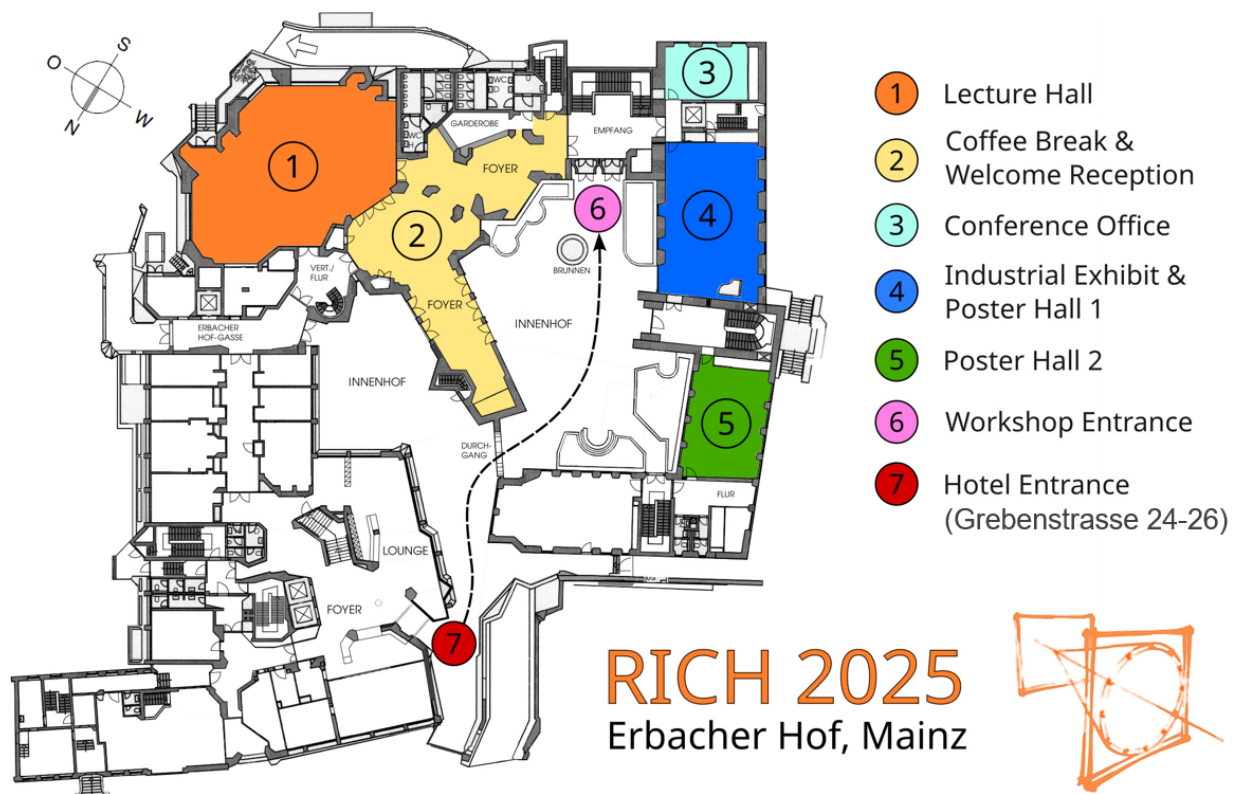 S
O
W
N
1
2
3
4
5
6
7
WC
D
WC
H
GARDEROBE
EMPFANG
FOYER
BRUNNEN
VERT./
FLUR
FOYER
INNENHOF
ERBACHER
HOF-GASSE
INNENHOF
DURCH-
GANG
LOUNGE
FLUR
FOYER
1 Lecture Hall
2 Coffee Break &
Welcome Reception
3 Conference Office
4 Industrial Exhibit &
Poster Hall 1
5 Poster Hall 2
6 Workshop Entrance
7 Hotel Entrance
(Grebenstrasse 24-26)
RICH 2025
Erbacher Hof, Mainz